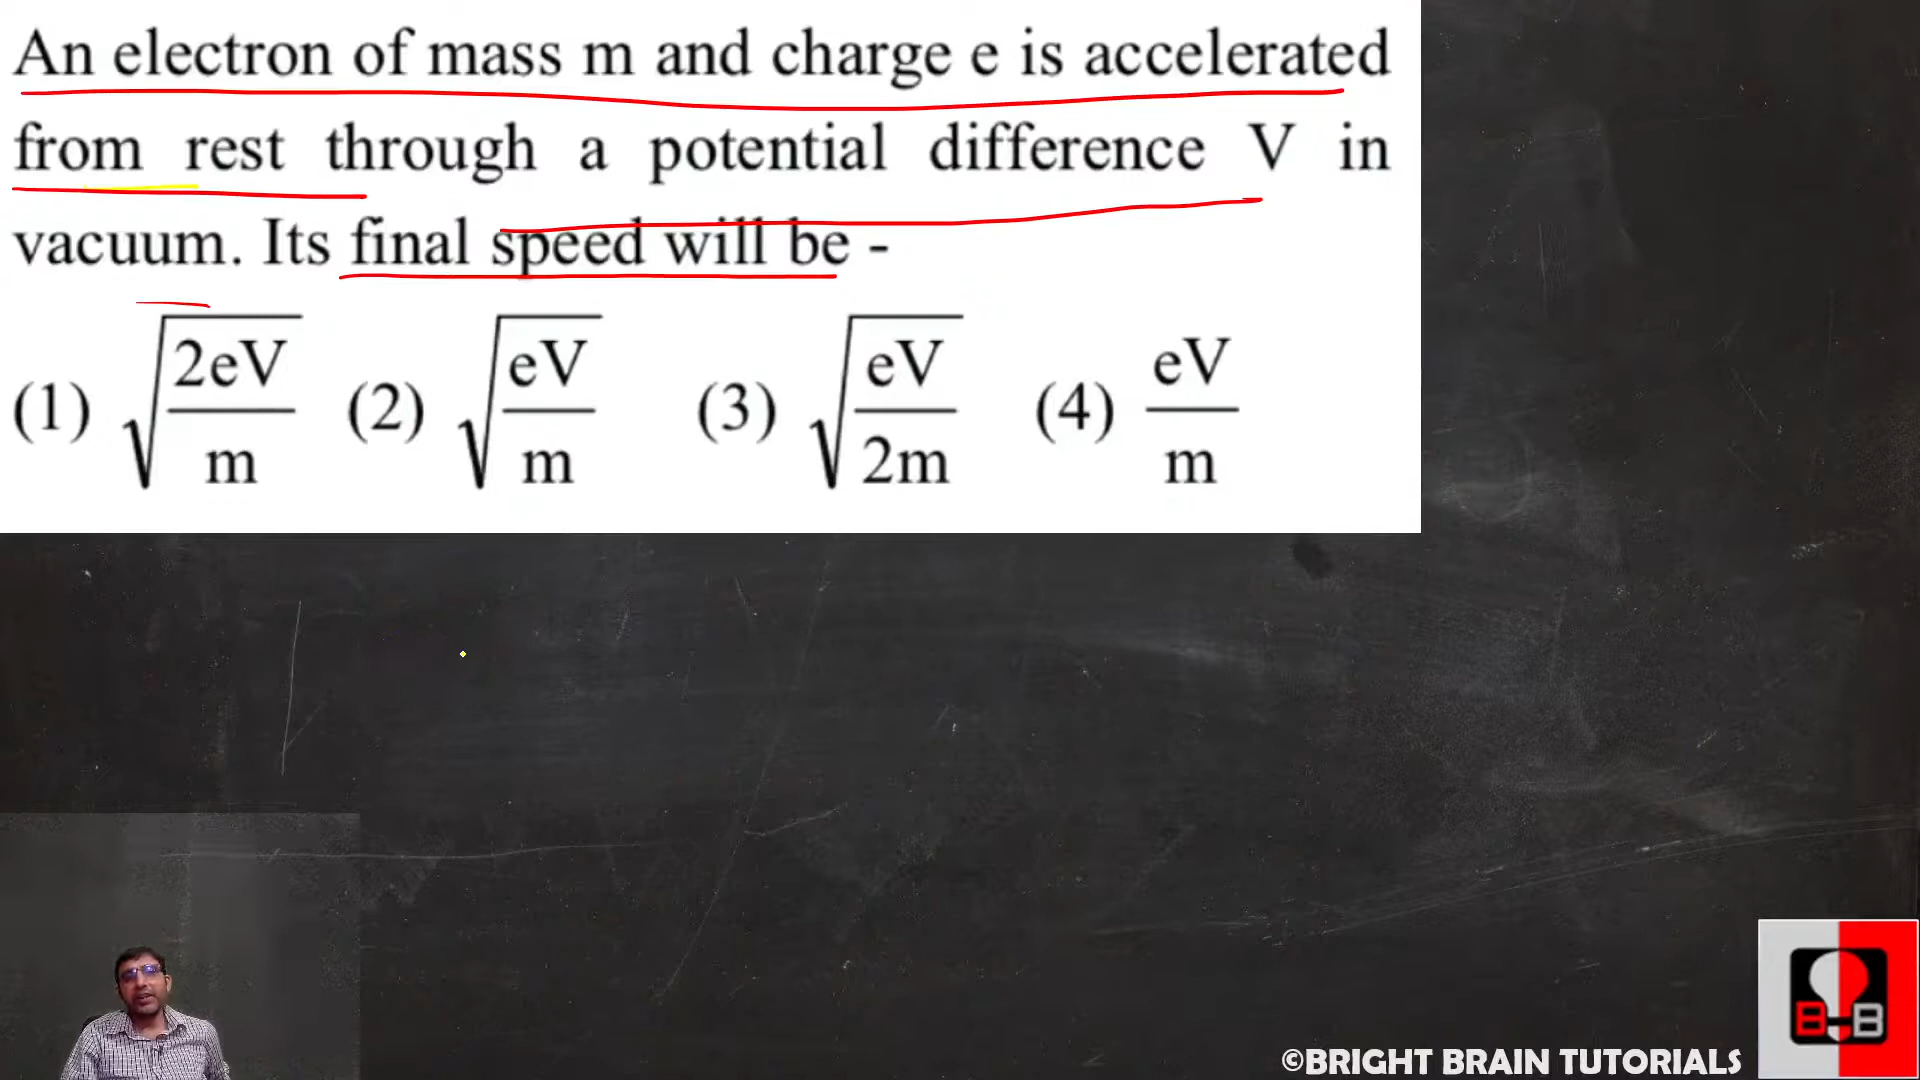 An electron of mass m and charge e is accelerated
from rest through a potential difference V in
vacuum. Its final speed will be -
(1) √(2eV/m) (2) √(eV/m) (3) √(eV/2m) (4) eV/m
B B
©BRIGHT BRAIN TUTORIALS